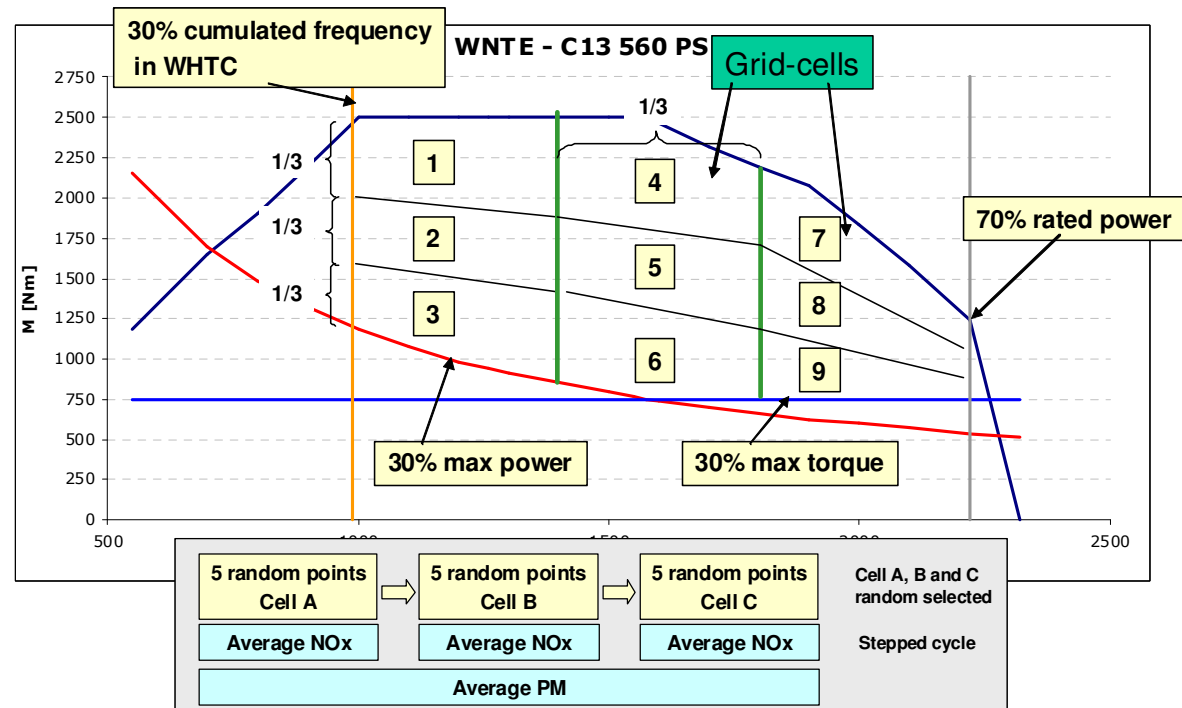 30% cumulated frequency
in WHTC
WNTE - C13 560 PS
Grid-cells
M [Nm]
2750
2500
2250
2000
1750
1500
1250
1000
750
500
250
0
500
1000
1500
2000
2500
1/3
1/3
1/3
1/3
1
2
3
4
5
6
7
8
9
70% rated power
30% max power
30% max torque
5 random points
Cell A
5 random points
Cell B
5 random points
Cell C
Cell A, B and C
random selected
Average NOx
Average NOx
Average NOx
Stepped cycle
Average PM